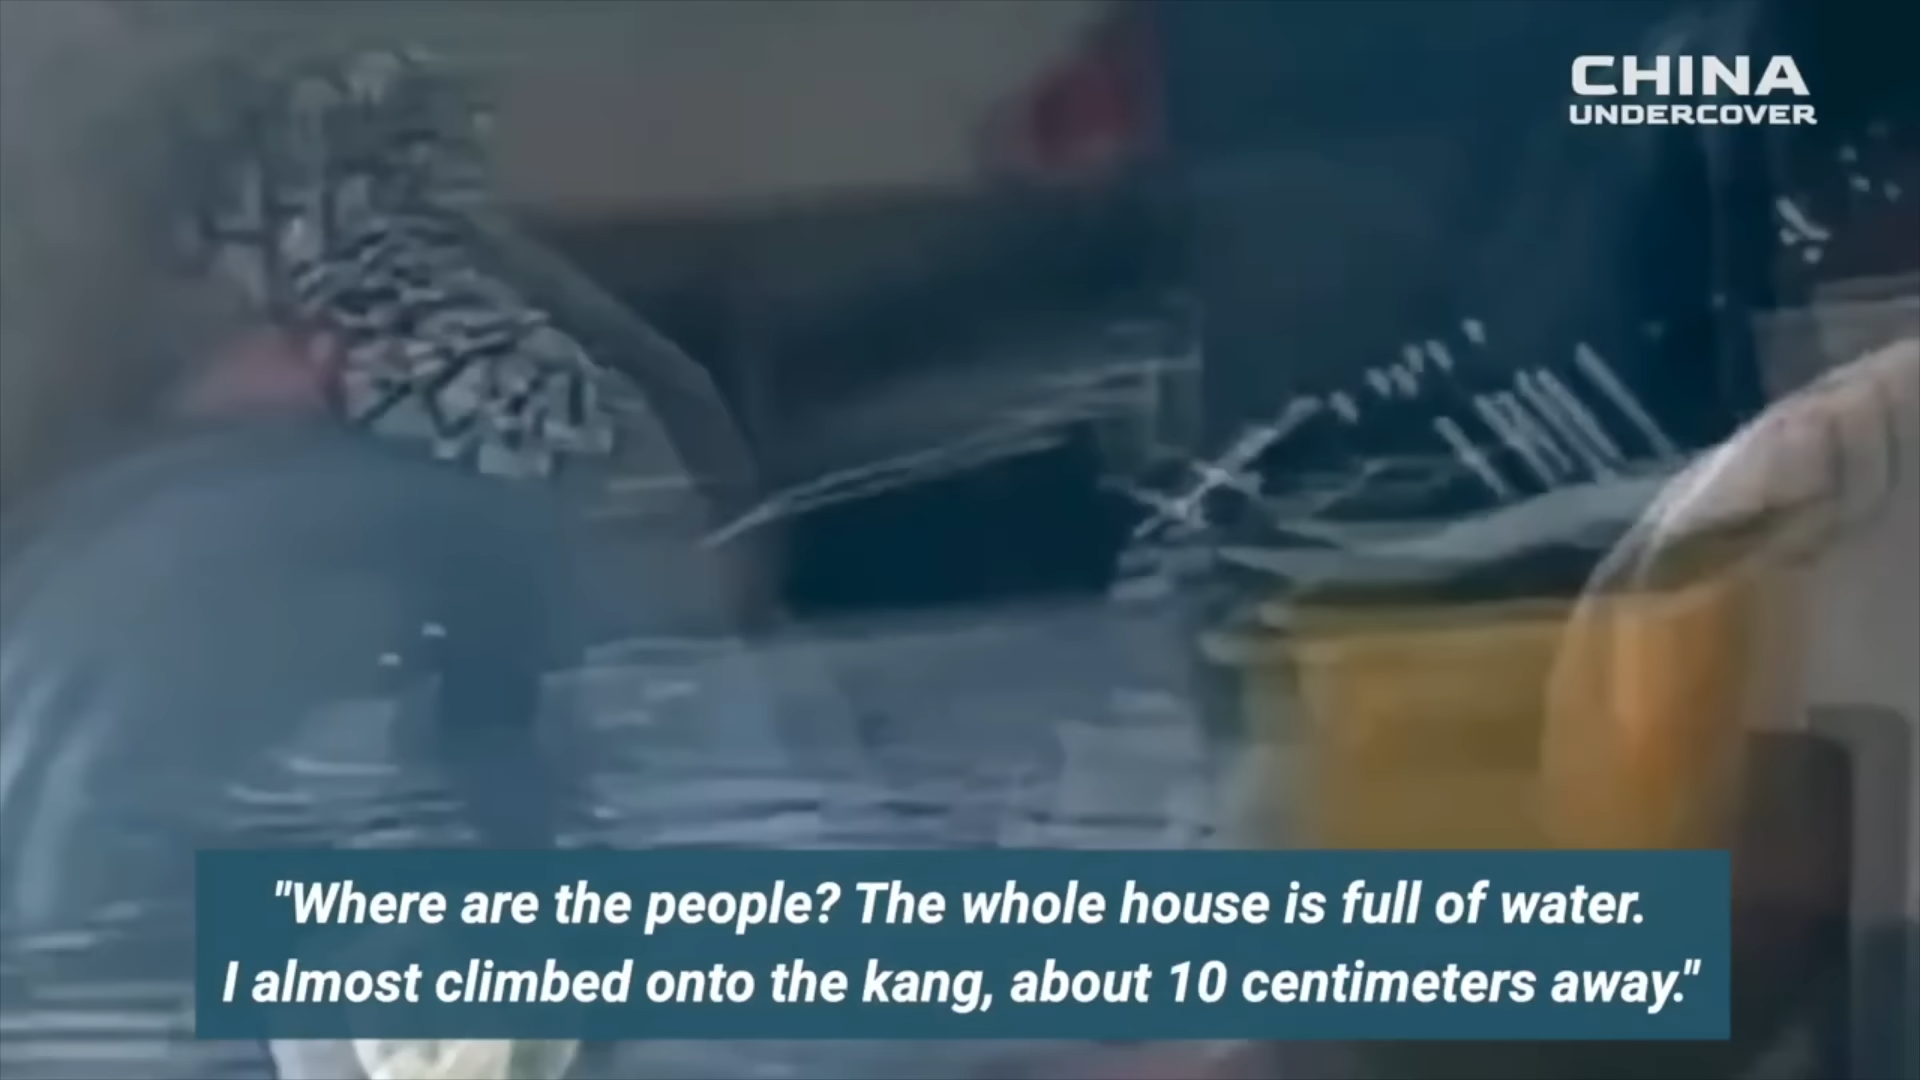 CHINA
UNDERCOVER
"Where are the people? The whole house is full of water.
I almost climbed onto the kang, about 10 centimeters away."